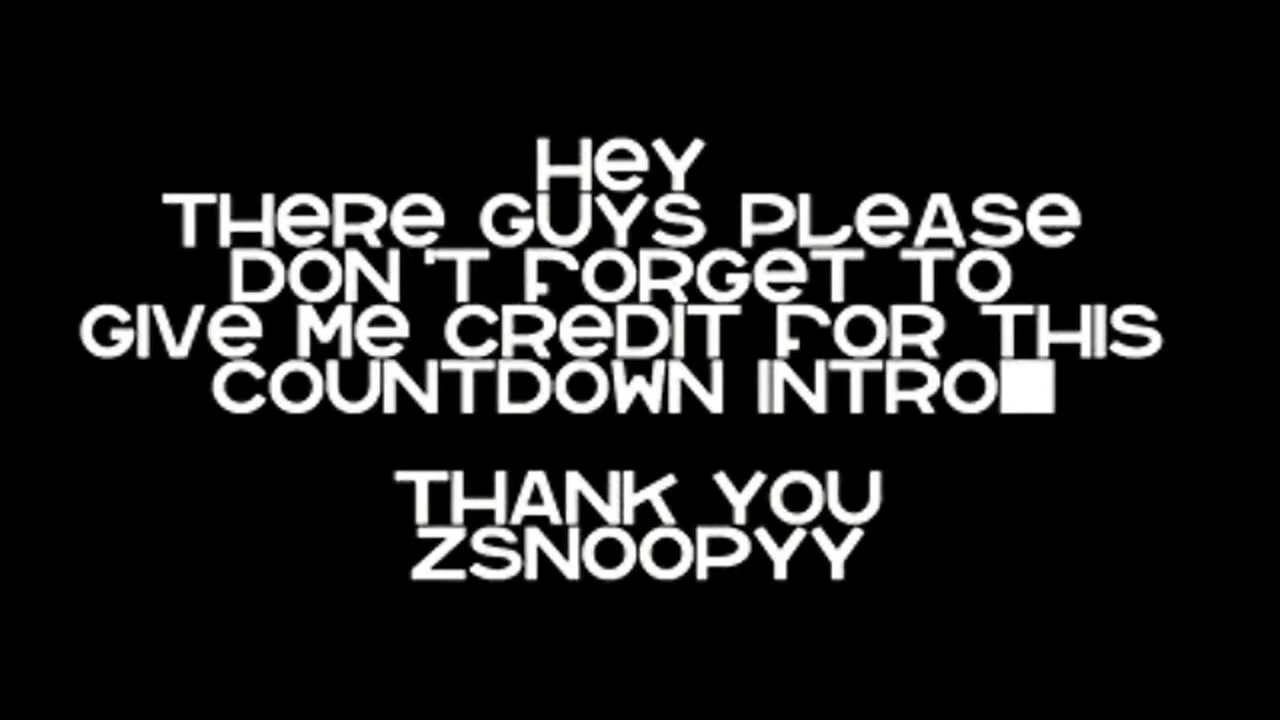 HeY
THeRe GUYS PLeASe
DON'T FORGeT TO
GIVe Me CReDIT FOR THIS
COUNTDOWN INTRO■
THANK YOU
ZSNOOPYY